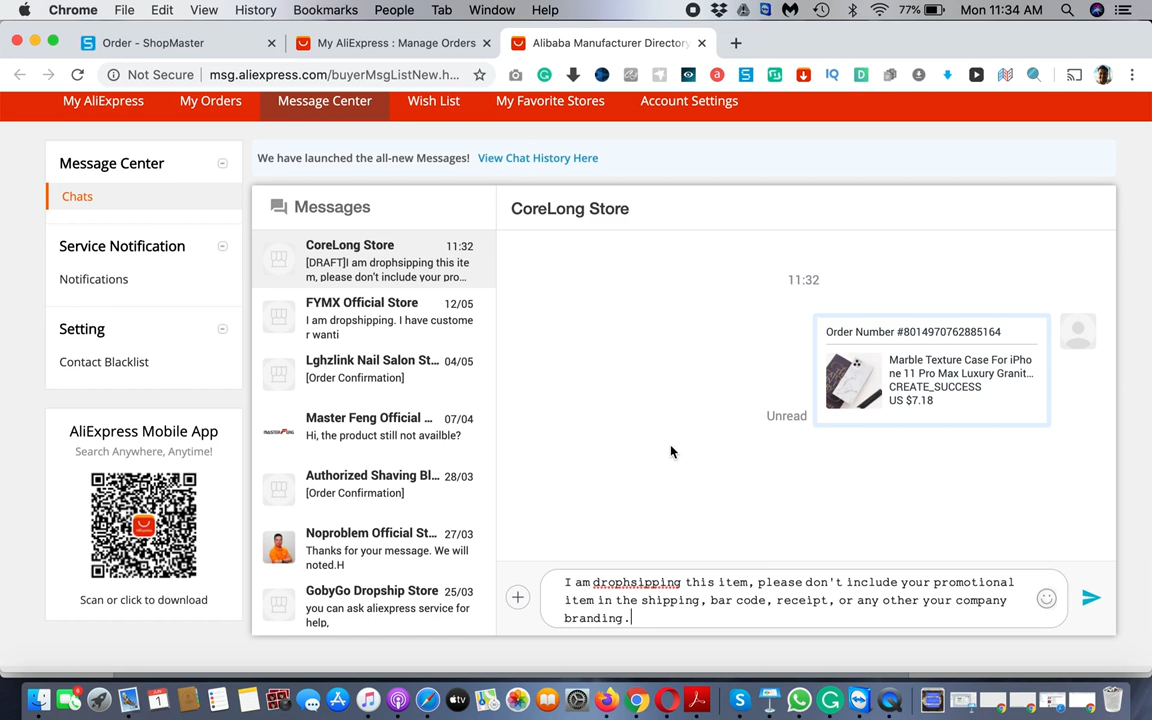 Chrome File Edit View History Bookmarks People Tab Window Help 77% Mon 11:34 AM
Order - ShopMaster
My AliExpress : Manage Orders
Alibaba Manufacturer Directory
Not Secure msg.aliexpress.com/buyerMsgListNew.h...
My AliExpress My Orders Message Center Wish List My Favorite Stores Account Settings
Message Center
Chats
Service Notification
Notifications
Setting
Contact Blacklist
AliExpress Mobile App
Search Anywhere, Anytime!
Scan or click to download
We have launched the all-new Messages! View Chat History Here
Messages
CoreLong Store 11:32
[DRAFT]I am drophsipping this ite
m, please don't include your pro...
FYMX Official Store 12/05
I am dropshipping. I have custome
r wanti
Lghzlink Nail Salon St... 04/05
[Order Confirmation]
Master Feng Official ... 07/04
Hi, the product still not availble?
Authorized Shaving Bl... 28/03
[Order Confirmation]
Noproblem Official St... 27/03
Thanks for your message. We will
noted.H
GobyGo Dropship Store 25/03
you can ask aliexpress service for
help,
CoreLong Store
11:32
Order Number #8014970762885164
Marble Texture Case For iPho
ne 11 Pro Max Luxury Granit...
CREATE_SUCCESS
US $7.18
Unread
I am drophsipping this item, please don't include your promotional
item in the shipping, bar code, receipt, or any other your company
branding.